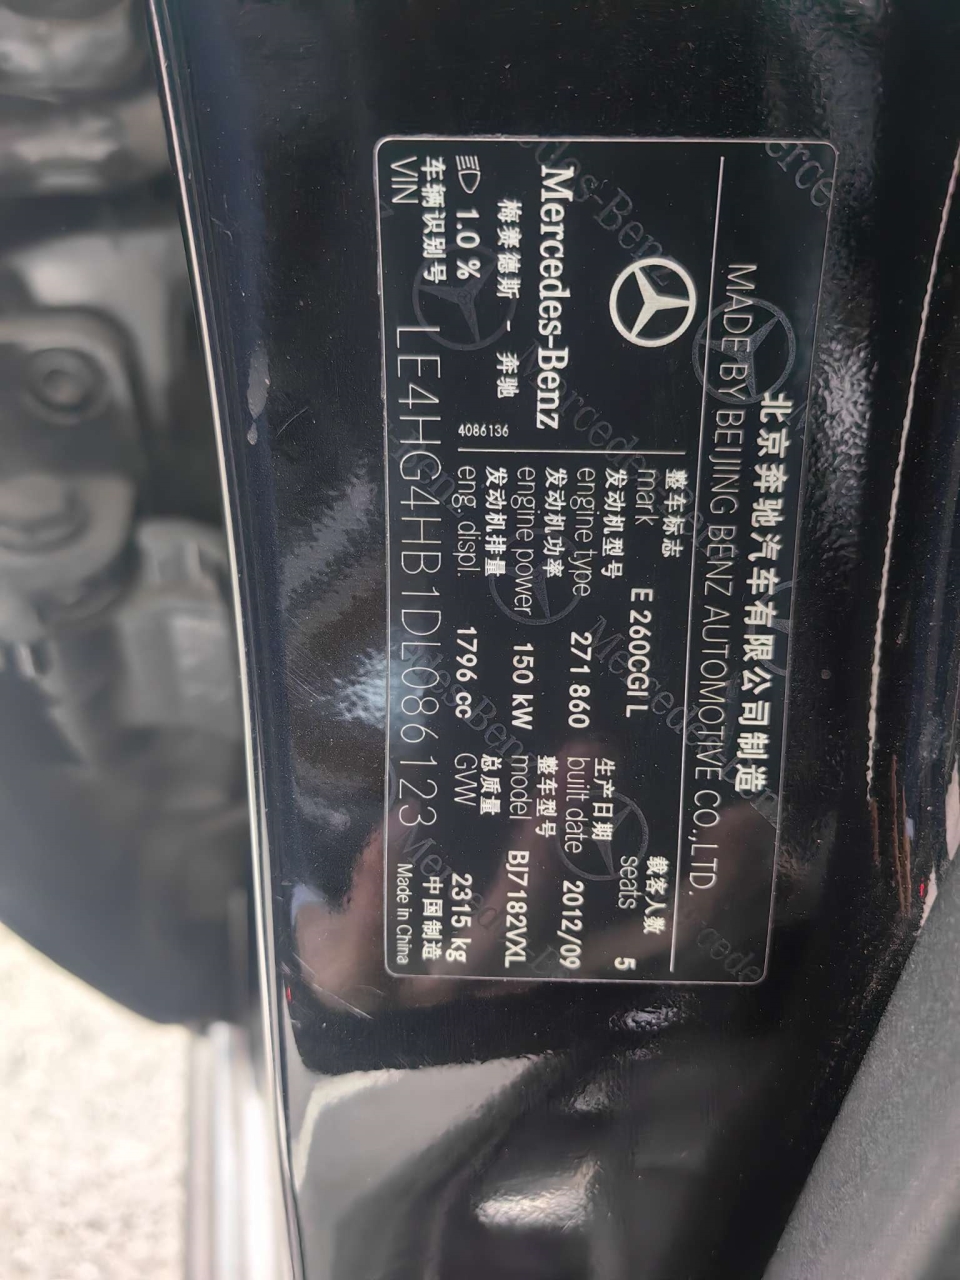 北京奔驰汽车有限公司制造
MADE BY BEIJING BENZ AUTOMOTIVE CO.,LTD.
Mercedes-Benz
梅赛德斯 - 奔驰
1.0 %
4086136
整车标志
mark
E 260CGI L
载客人数
seats
5
发动机型号
engine type
271 860
生产日期
built date
2012/09
发动机功率
engine power
150 kW
整车型号
model
BJ7182VXL
发动机排量
eng. displ.
1796 cc
总质量
GVW
2315 kg
车辆识别号
VIN
LE4HG4HB1DL086123
中国制造
Made in China